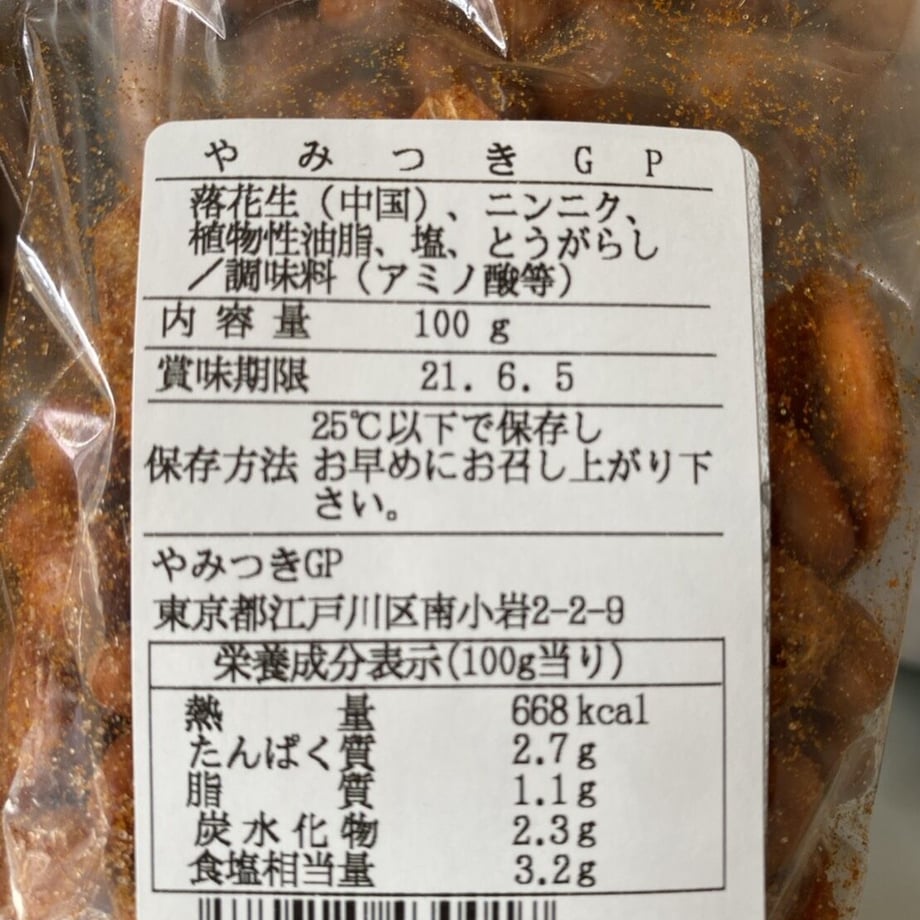 やみつきGP
落花生（中国）、ニンニク、
植物性油脂、塩、とうがらし
／調味料（アミノ酸等）
内容量 100g
賞味期限 21.6.5
25℃以下で保存し
保存方法 お早めにお召し上がり下
さい。
やみつきGP
東京都江戸川区南小岩2-2-9
栄養成分表示(100g当り)
熱量 668kcal
たんぱく質 2.7g
脂質 1.1g
炭水化物 2.3g
食塩相当量 3.2g